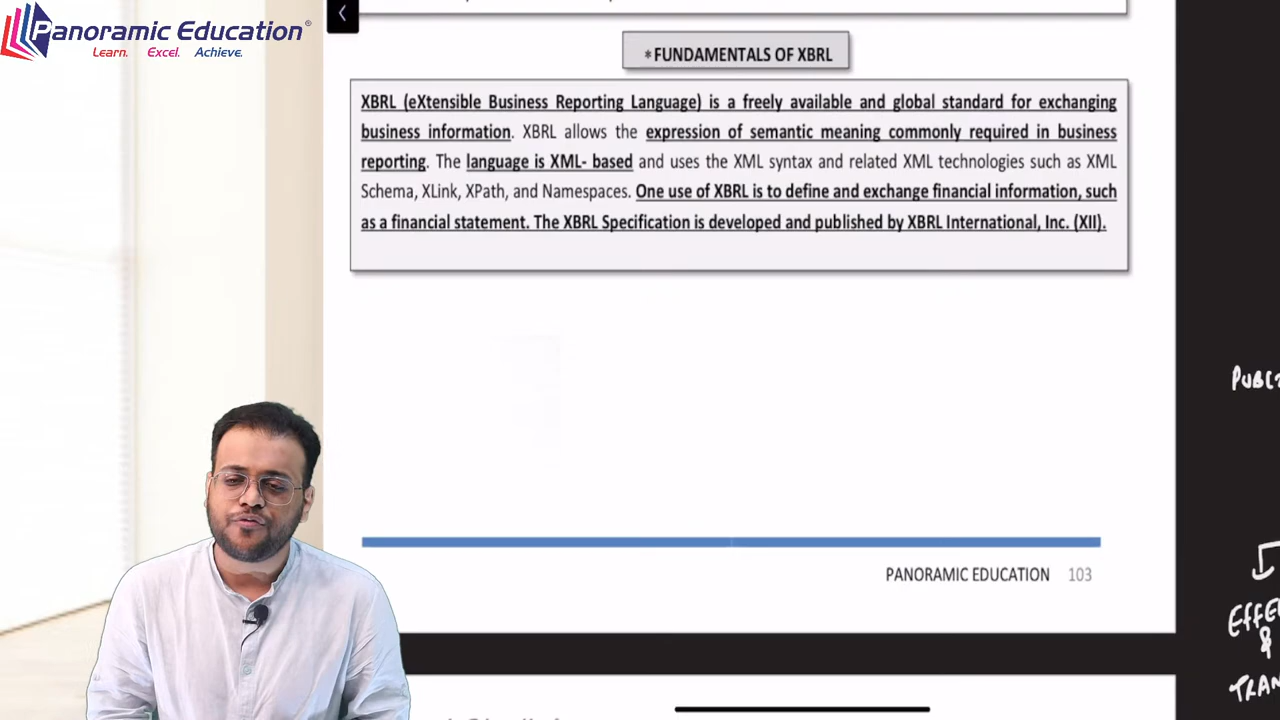 Panoramic Education®
Learn. Excel. Achieve.
*FUNDAMENTALS OF XBRL
XBRL (eXtensible Business Reporting Language) is a freely available and global standard for exchanging
business information. XBRL allows the expression of semantic meaning commonly required in business
reporting. The language is XML- based and uses the XML syntax and related XML technologies such as XML
Schema, XLink, XPath, and Namespaces. One use of XBRL is to define and exchange financial information, such
as a financial statement. The XBRL Specification is developed and published by XBRL International, Inc. (XII).
PANORAMIC EDUCATION 103
&